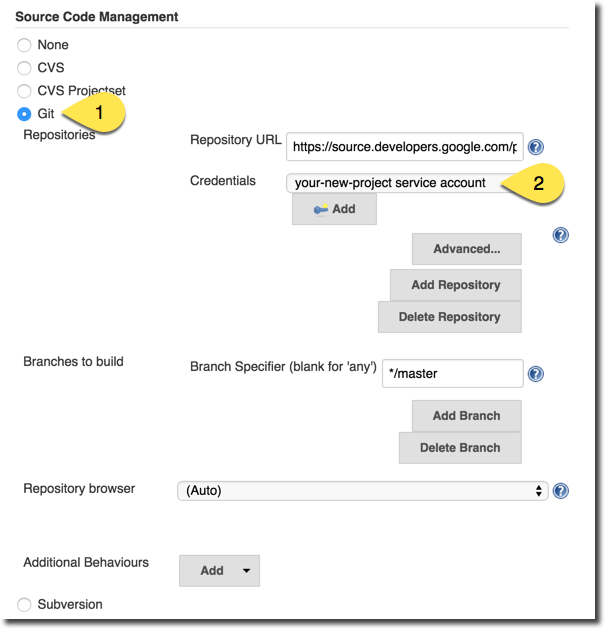 Source Code Management
None
CVS
CVS Projectset
Git
1
Repositories
Repository URL
https://source.developers.google.com/p
Credentials
your-new-project service account
2
Add
Advanced...
Add Repository
Delete Repository
Branches to build
Branch Specifier (blank for 'any')
*/master
Add Branch
Delete Branch
Repository browser
(Auto)
Additional Behaviours
Add
Subversion